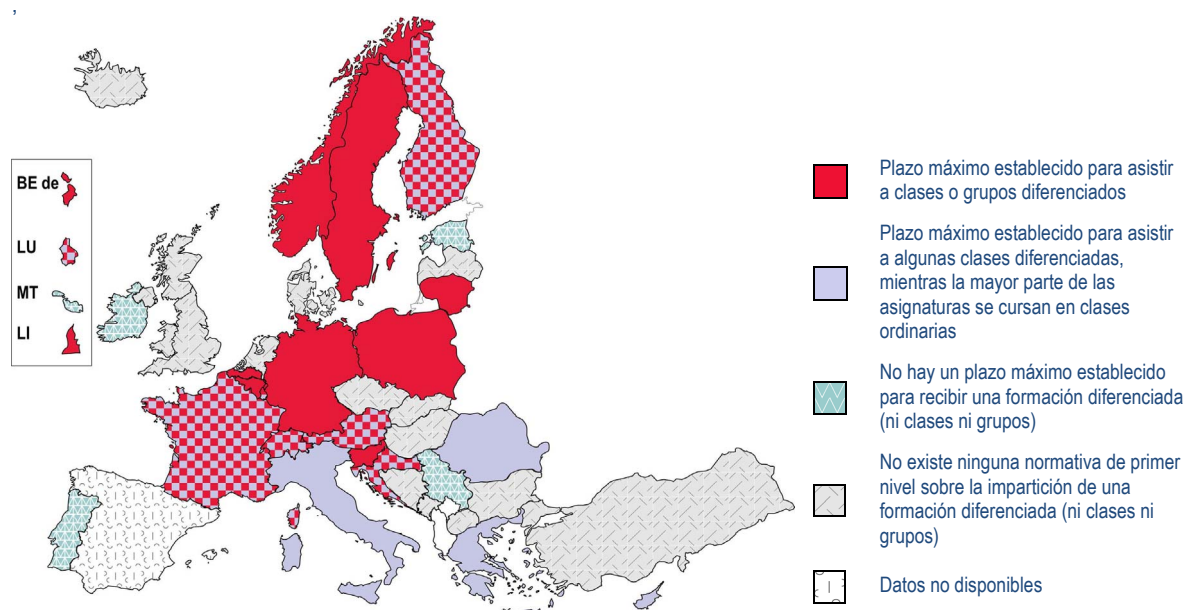 ,
BE de
LU
MT
LI
Plazo máximo establecido para asistir
a clases o grupos diferenciados
Plazo máximo establecido para asistir
a algunas clases diferenciadas,
mientras la mayor parte de las
asignaturas se cursan en clases
ordinarias
No hay un plazo máximo establecido
para recibir una formación diferenciada
(ni clases ni grupos)
No existe ninguna normativa de primer
nivel sobre la impartición de una
formación diferenciada (ni clases ni
grupos)
Datos no disponibles